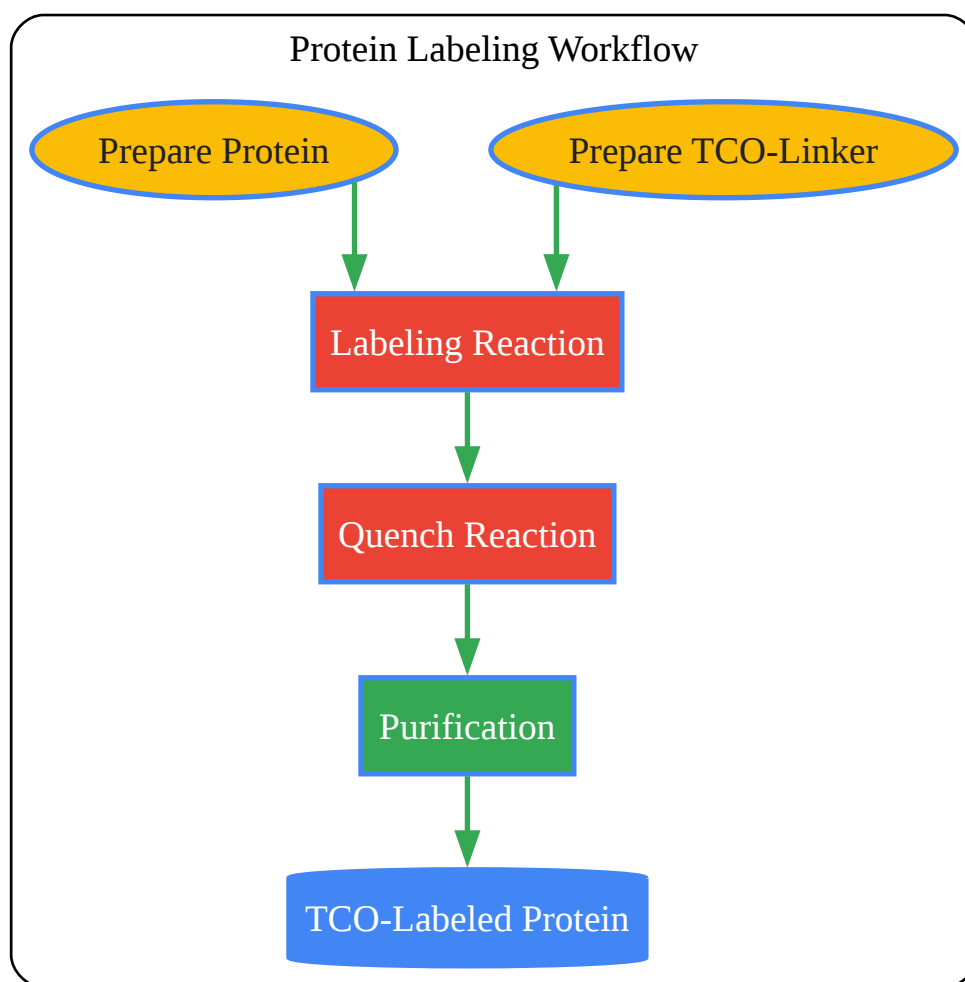 Protein Labeling Workflow
Prepare Protein
Prepare TCO-Linker
Labeling Reaction
Quench Reaction
Purification
TCO-Labeled Protein